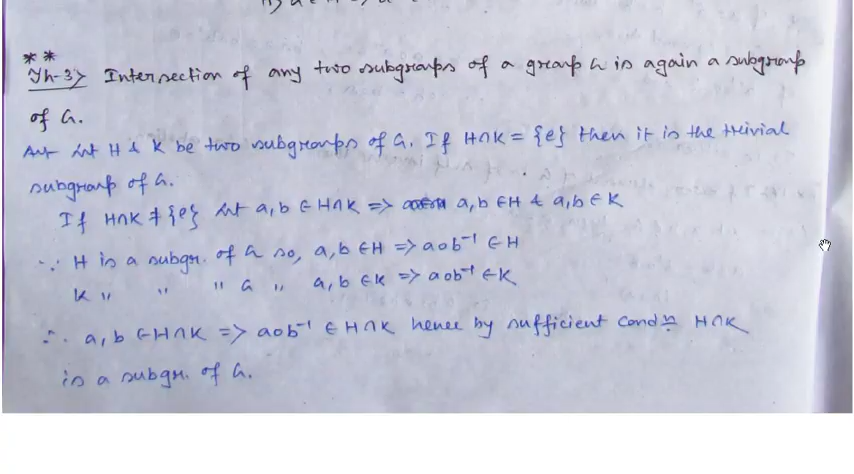 ** Th-3> Intersection of any two subgroups of a group G is again a subgroup
of G.
Ans let H & K be two subgroups of G. If H∩K = {e} then it is the trivial
subgroup of G.
If H∩K ≠ {e} let a, b ∈ H∩K => a, b ∈ H & a, b ∈ K
∵ H is a subgr. of G so, a, b ∈ H => aob⁻¹ ∈ H
K " " " G " a, b ∈ K => aob⁻¹ ∈ K
∴ a, b ∈ H∩K => aob⁻¹ ∈ H∩K hence by sufficient condn H∩K
is a subgr. of G.